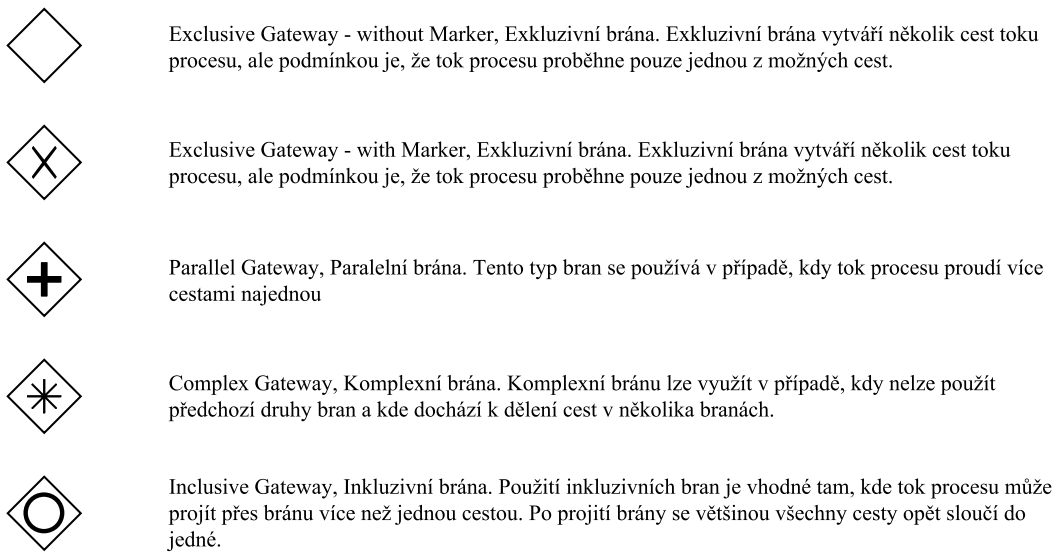 Exclusive Gateway - without Marker, Exkluzivní brána. Exkluzivní brána vytváří několik cest toku
procesu, ale podmínkou je, že tok procesu proběhne pouze jednou z možných cest.
Exclusive Gateway - with Marker, Exkluzivní brána. Exkluzivní brána vytváří několik cest toku
procesu, ale podmínkou je, že tok procesu proběhne pouze jednou z možných cest.
Parallel Gateway, Paralelní brána. Tento typ bran se používá v případě, kdy tok procesu proudí více
cestami najednou
Complex Gateway, Komplexní brána. Komplexní bránu lze využít v případě, kdy nelze použít
předchozí druhy bran a kde dochází k dělení cest v několika branách.
Inclusive Gateway, Inkluzivní brána. Použití inkluzivních bran je vhodné tam, kde tok procesu může
projít přes bránu více než jednou cestou. Po projití brány se většinou všechny cesty opět sloučí do
jedné.